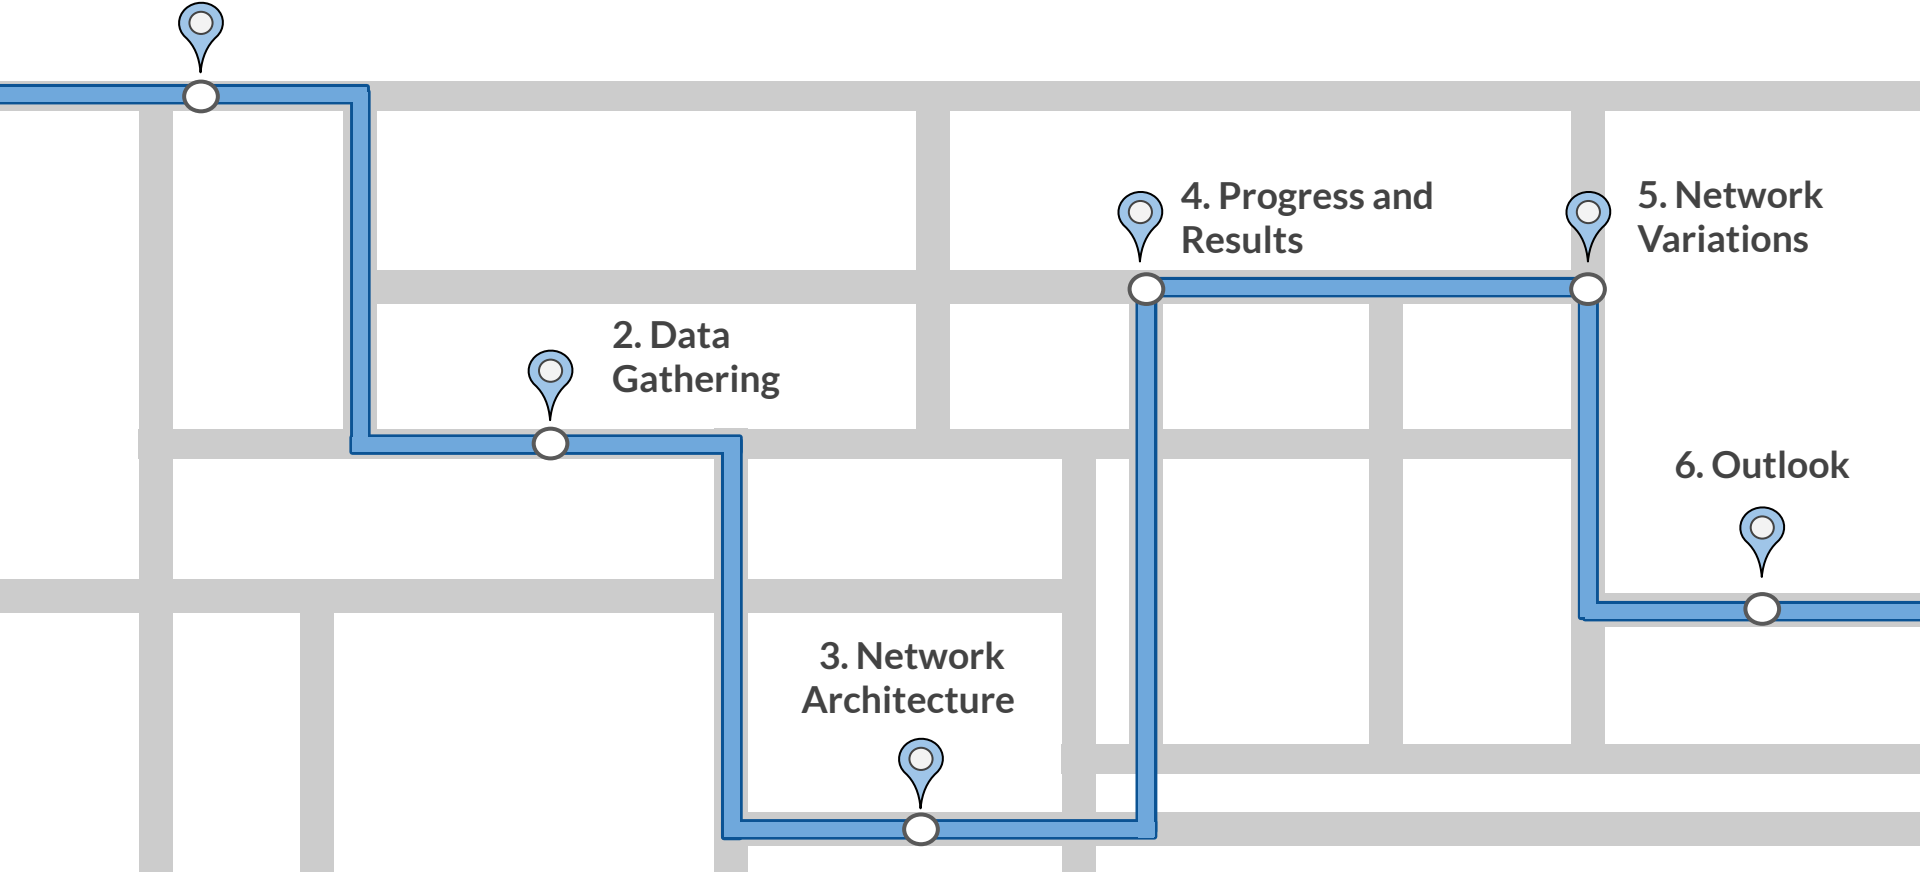 2. Data
Gathering
3. Network
Architecture
4. Progress and
Results
5. Network
Variations
6. Outlook